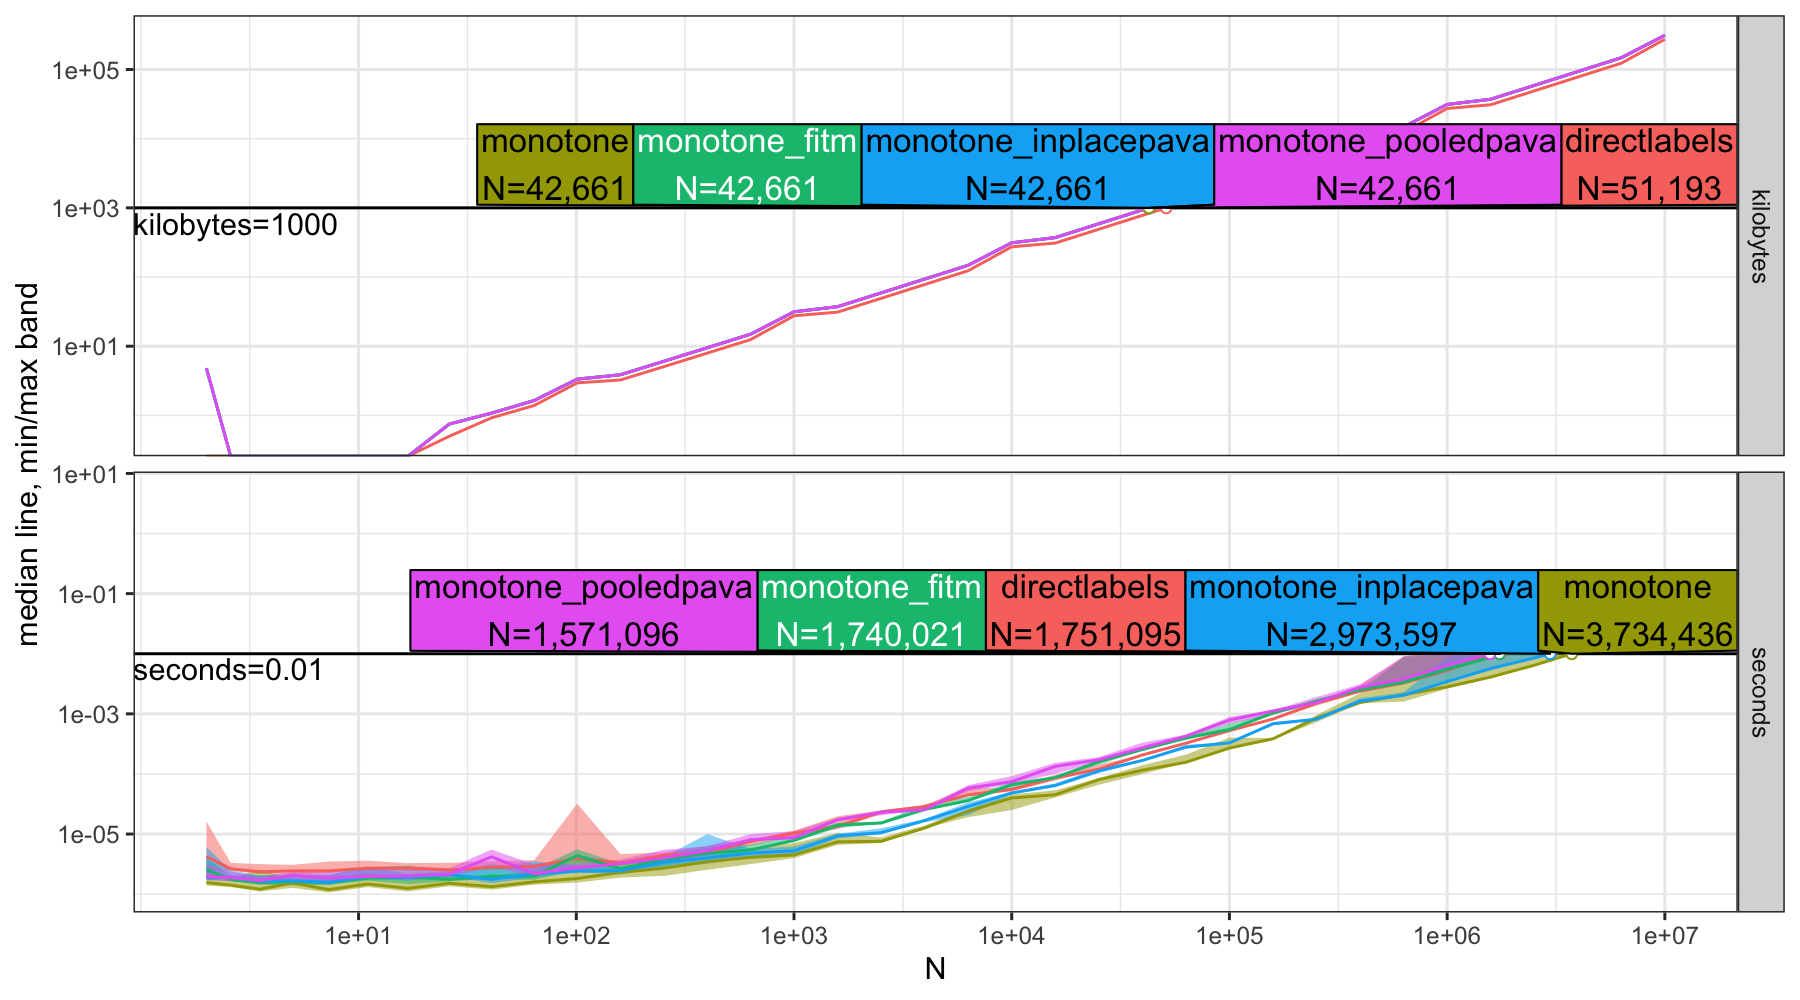 1e+05
monotone monotone_fitm monotone_inplacepava monotone_pooledpava directlabels
N=42,661 N=42,661 N=42,661 N=42,661 N=51,193
1e+03
kilobytes=1000
kilobytes
1e+01
median line, min/max band
1e+01
monotone_pooledpava monotone_fitm directlabels monotone_inplacepava monotone
1e-01
N=1,571,096 N=1,740,021 N=1,751,095 N=2,973,597 N=3,734,436
seconds=0.01
seconds
1e-03
1e-05
1e+01 1e+02 1e+03 1e+04 1e+05 1e+06 1e+07
N